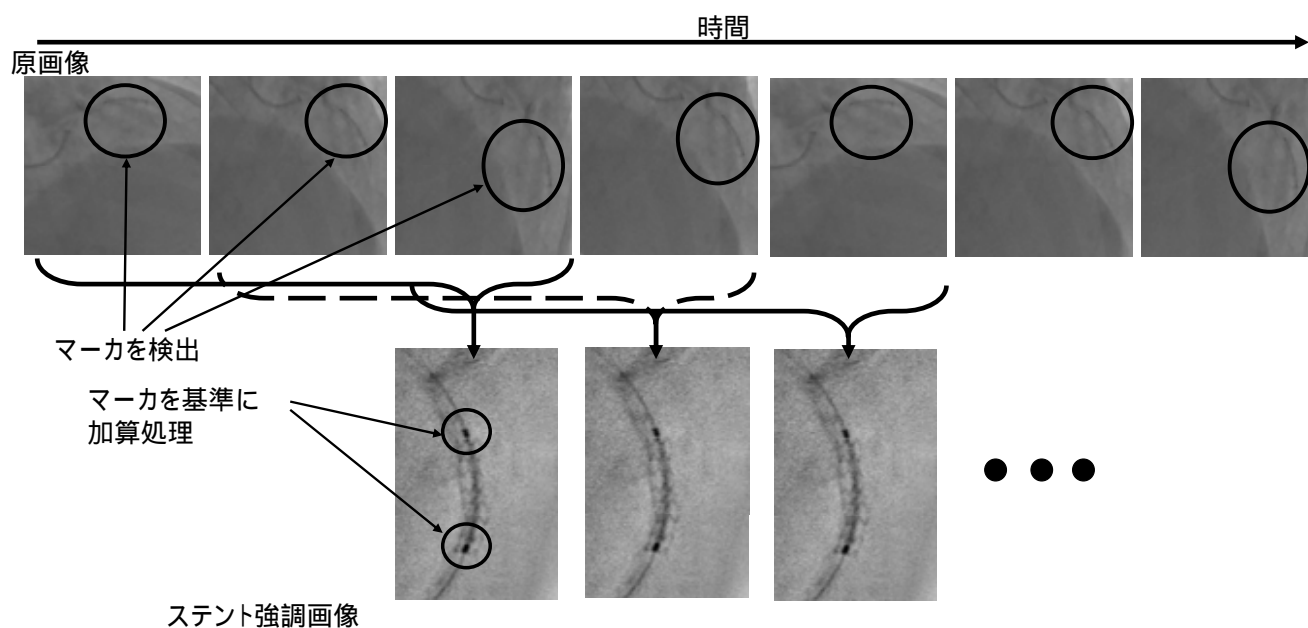 時間
原画像
マーカを検出
マーカを基準に
加算処理
ステント強調画像